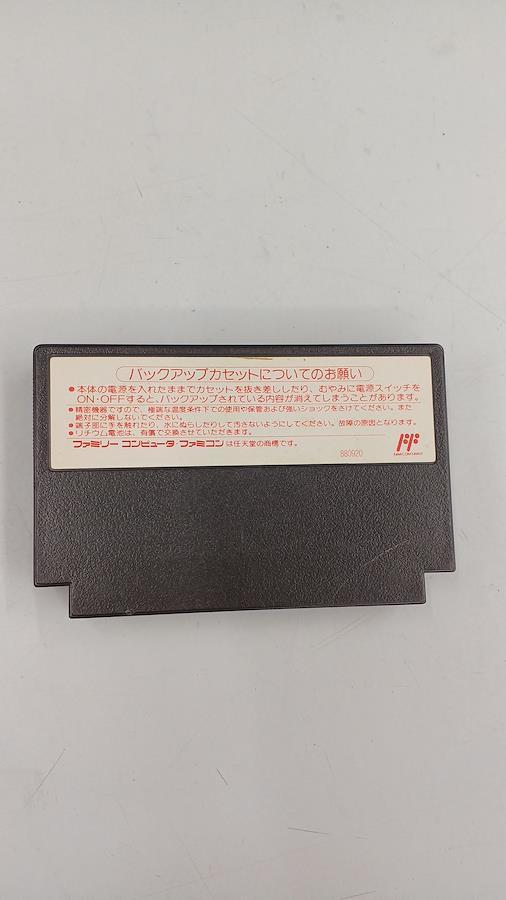 バックアップカセットについてのお願い
●本体の電源を入れたままでカセットを抜き差ししたり、むやみに電源スイッチを
ON・OFFすると、バックアップされている内容が消えてしまうことがあります。
●精密機器ですので、極端な温度条件下での使用や保管および強いショックをさけてください。また
絶対に分解しないでください。
●端子部に手を触れたり、水にぬらしたりして汚さないようにしてください。故障の原因となります。
●リチウム電池は、有償で交換させていただきます。
ファミリーコンピュータ・ファミコンは任天堂の商標です。
880920